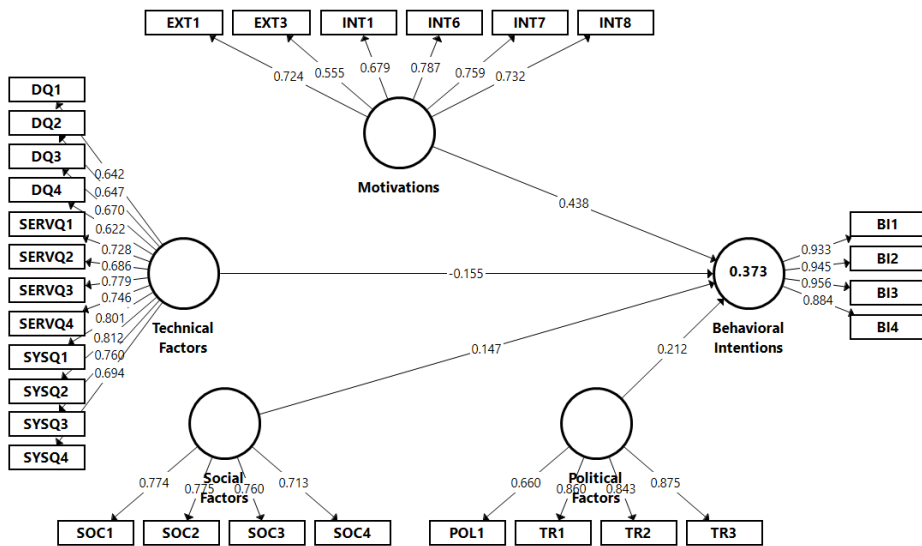 EXT1 EXT3 INT1 INT6 INT7 INT8
0.724 0.555 0.679 0.787 0.759 0.732
Motivations
DQ1
DQ2
DQ3
DQ4
SERVQ1
SERVQ2
SERVQ3
SERVQ4
SYSQ1
SYSQ2
SYSQ3
SYSQ4
0.642
0.647
0.670
0.622
0.728
0.686
0.779
0.746
0.801
0.812
0.760
0.694
Technical
Factors
0.438
-0.155
0.147
0.212
0.373
Behavioral
Intentions
0.933
0.945
0.956
0.884
BI1
BI2
BI3
BI4
Social
Factors
0.774 0.775 0.760 0.713
SOC1 SOC2 SOC3 SOC4
Political
Factors
0.660 0.860 0.843 0.875
POL1 TR1 TR2 TR3